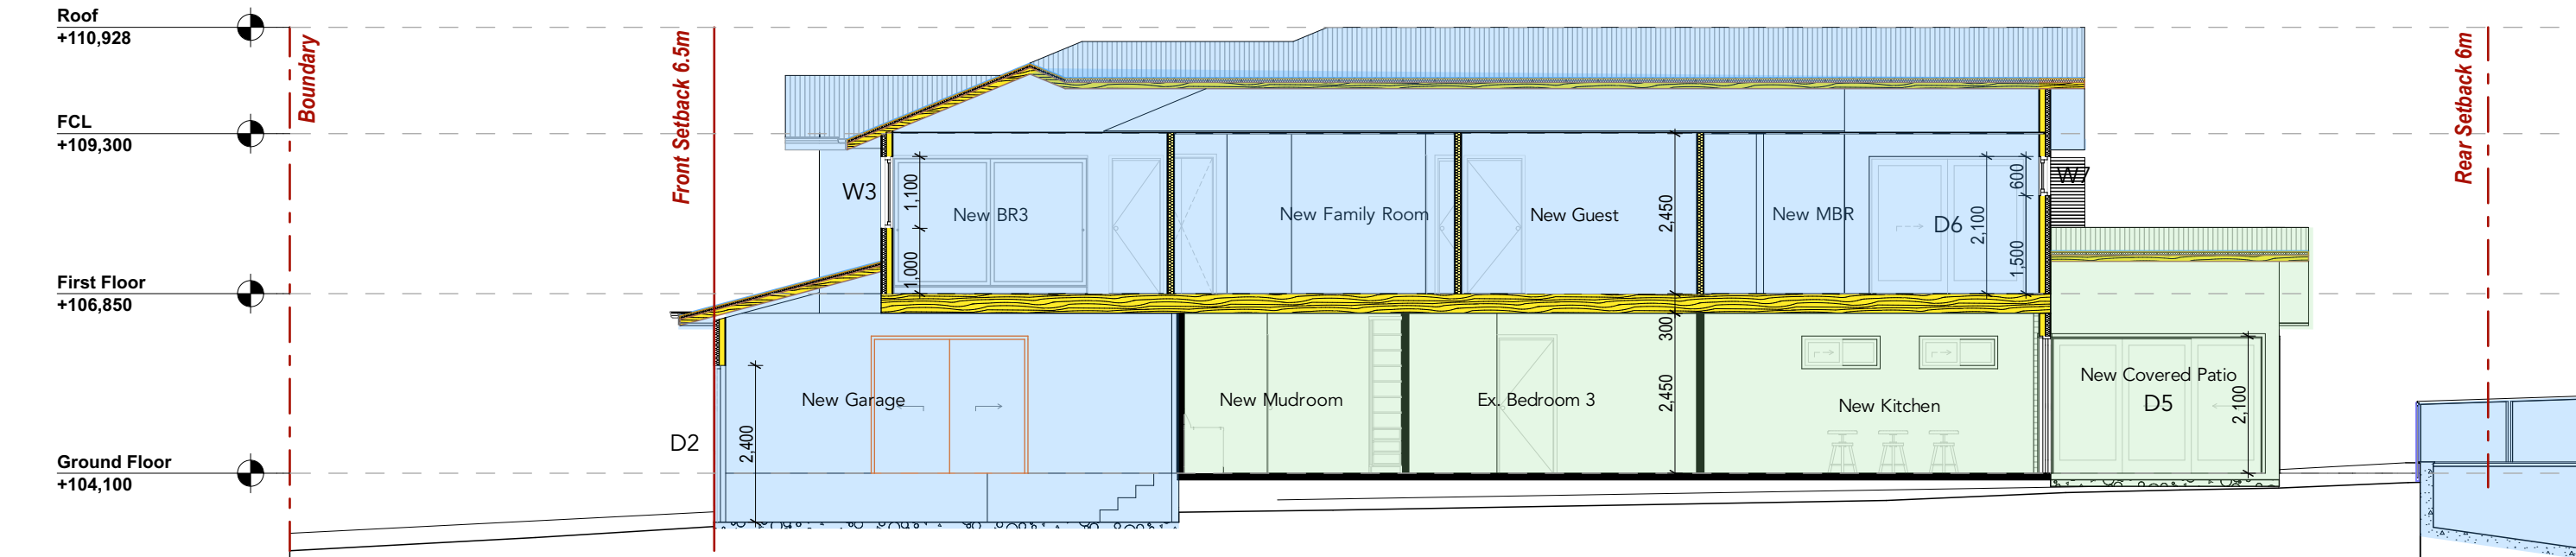 Roof
+110,928
FCL
+109,300
First Floor
+106,850
Ground Floor
+104,100
Boundary
Front Setback 6.5m
Rear Setback 6m
W3
1,100
1,000
New BR3
New Family Room
New Guest
2,450
New MBR
D6
2,100
600
1,500
W7
D2
2,400
New Garage
New Mudroom
Ex. Bedroom 3
300
2,450
New Kitchen
New Covered Patio
D5
2,100